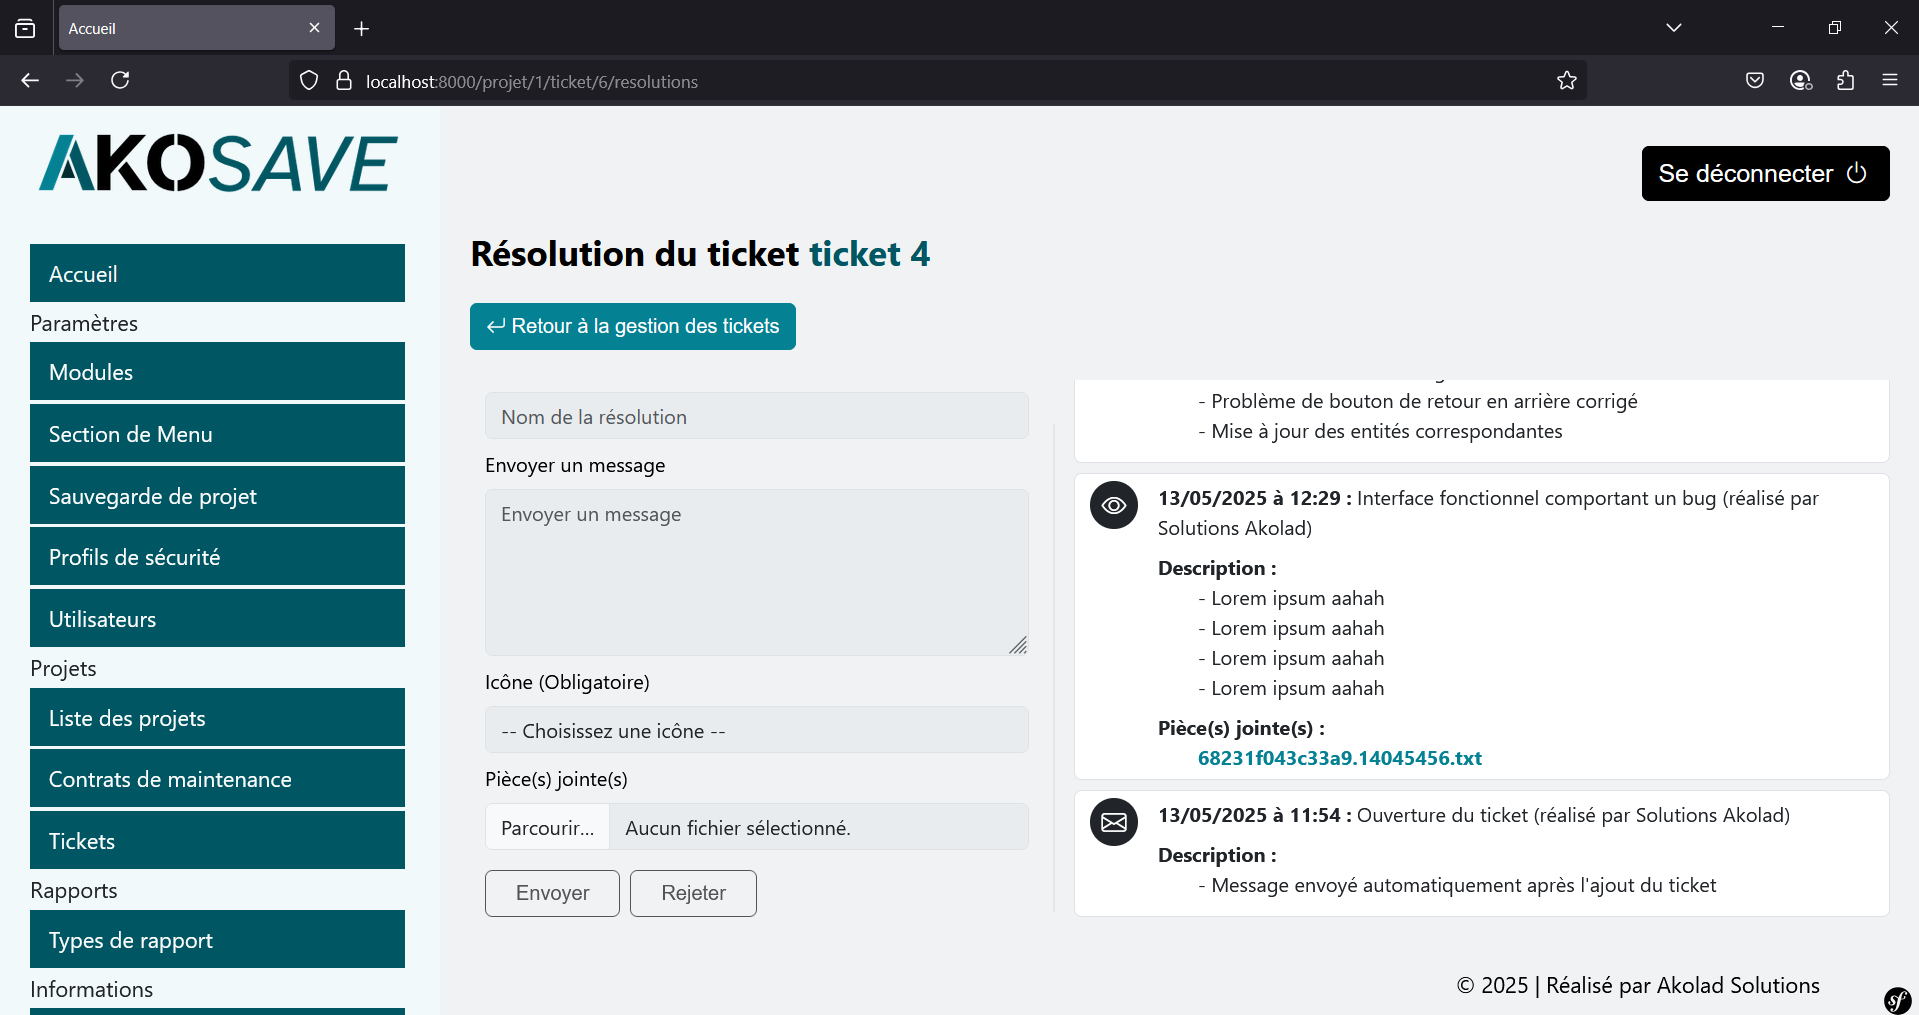 Accueil
localhost:8000/projet/1/ticket/6/resolutions
AKOSAVE
Se déconnecter
Accueil
Paramètres
Modules
Section de Menu
Sauvegarde de projet
Profils de sécurité
Utilisateurs
Projets
Liste des projets
Contrats de maintenance
Tickets
Rapports
Types de rapport
Informations
Résolution du ticket ticket 4
Retour à la gestion des tickets
Nom de la résolution
Envoyer un message
Envoyer un message
Icône (Obligatoire)
-- Choisissez une icône --
Pièce(s) jointe(s)
Parcourir... Aucun fichier sélectionné.
Envoyer Rejeter
- Problème de bouton de retour en arrière corrigé
- Mise à jour des entités correspondantes
13/05/2025 à 12:29 : Interface fonctionnel comportant un bug (réalisé par
Solutions Akolad)
Description :
- Lorem ipsum aahah
- Lorem ipsum aahah
- Lorem ipsum aahah
- Lorem ipsum aahah
Pièce(s) jointe(s) :
68231f043c33a9.14045456.txt
13/05/2025 à 11:54 : Ouverture du ticket (réalisé par Solutions Akolad)
Description :
- Message envoyé automatiquement après l'ajout du ticket
© 2025 | Réalisé par Akolad Solutions
sf